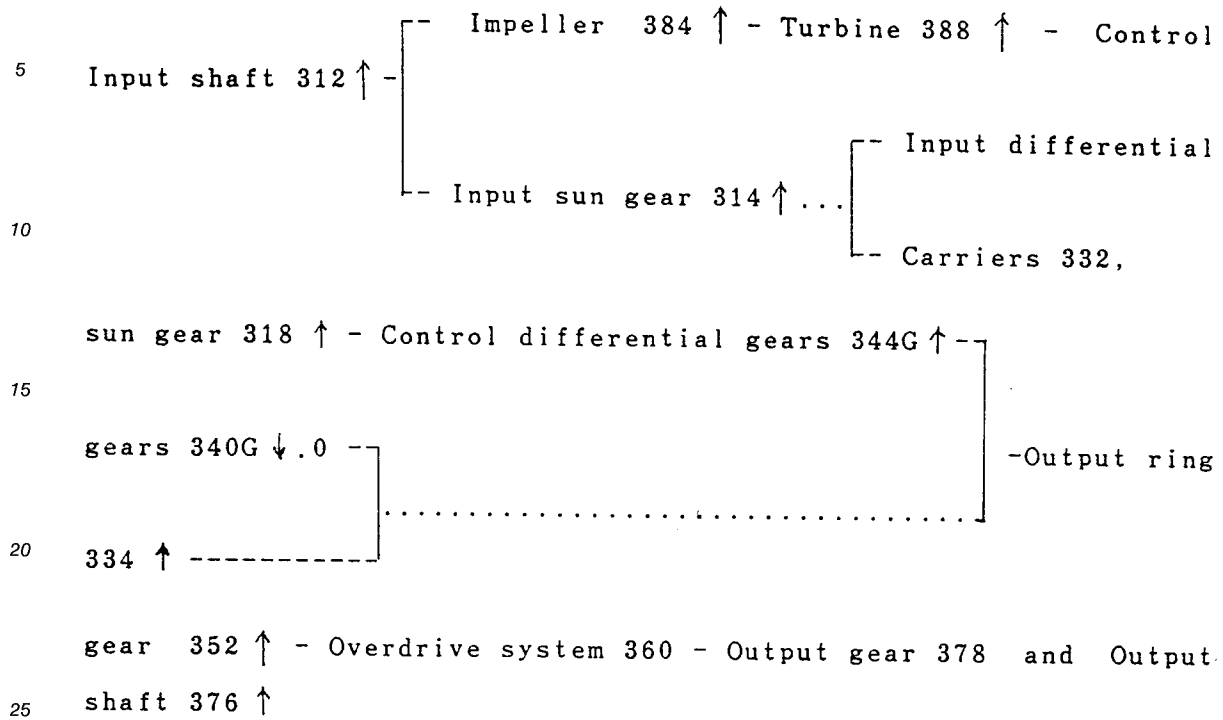 Impeller 384 ↑ - Turbine 388 ↑ - Control
5 Input shaft 312 ↑ -
-- Input differential
-- Input sun gear 314 ↑ ...
10
-- Carriers 332,
sun gear 318 ↑ - Control differential gears 344G ↑ --
15
gears 340G ↓ .0 --
-Output ring
20 334 ↑ -----------
gear 352 ↑ - Overdrive system 360 - Output gear 378 and Output
25 shaft 376 ↑